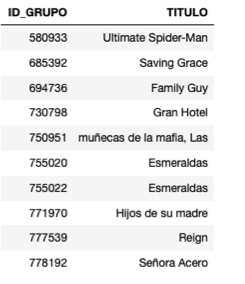 ID_GRUPO TITULO
580933 Ultimate Spider-Man
685392 Saving Grace
694736 Family Guy
730798 Gran Hotel
750951 muñecas de la mafia, Las
755020 Esmeraldas
755022 Esmeraldas
771970 Hijos de su madre
777539 Reign
778192 Señora Acero